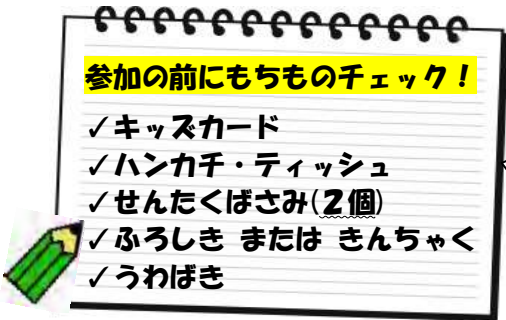 参加の前にもちものチェック！
✓キッズカード
✓ハンカチ・ティッシュ
✓せんたくばさみ(２個)
✓ふろしき または きんちゃく
✓うわばき